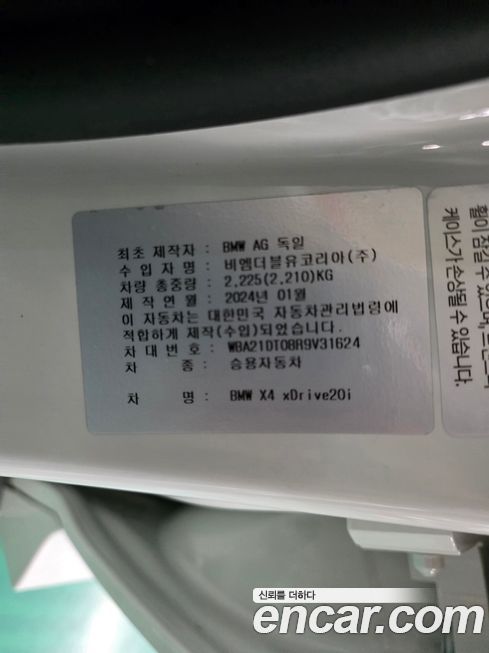 최초 제작자 : BMW AG 독일
수 입 자 명 : 비엠더블유코리아(주)
차량 총중량 : 2,225(2,210)KG
제 작 연 월 : 2024년 01월
이 자동차는 대한민국 자동차관리법령에
적합하게 제작(수입)되었습니다.
차 대 번 호 : WBA21DT08R9V31624
차 종 : 승용자동차
차 명 : BMW X4 xDrive20i
케이스가 손상될 수 있습니다.
신뢰를 더하다
encar.com